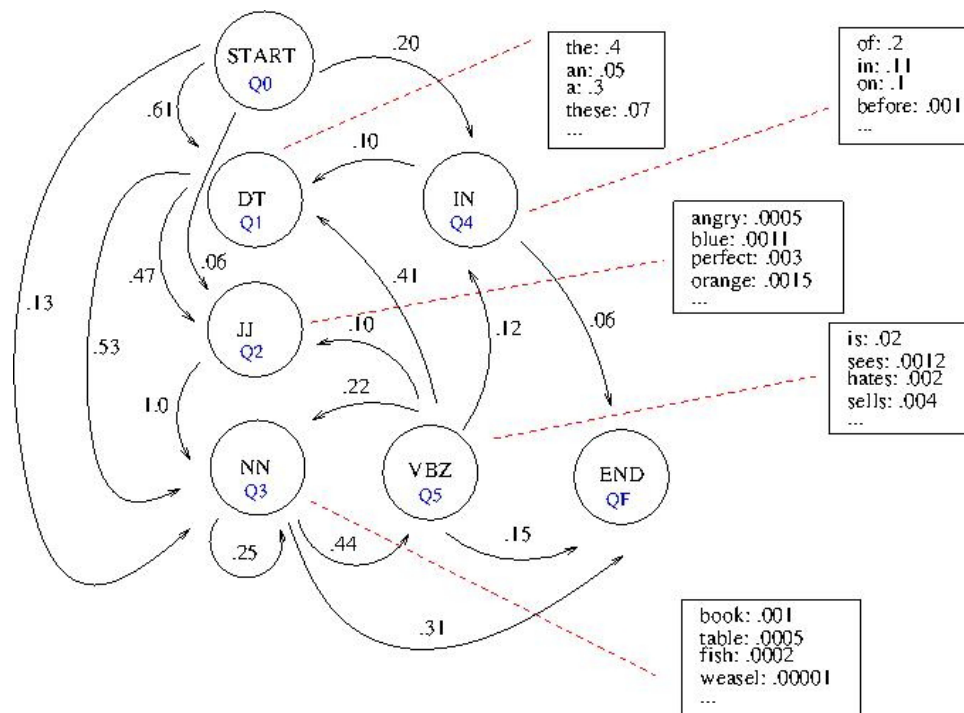 START
Q0
.20
.61
the: .4
an: .05
a: .3
these: .07
...
of: .2
in: .11
on: .1
before: .001
...
.10
DT
Q1
IN
Q4
.47
.06
.41
.13
.53
angry: .0005
blue: .0011
perfect: .003
orange: .0015
...
JJ
Q2
.10
.12
.06
1.0
.22
is: .02
sees: .0012
hates: .002
sells: .004
...
NN
Q3
VBZ
Q5
END
QF
.25
.44
.15
.31
book: .001
table: .0005
fish: .0002
weasel: .00001
...